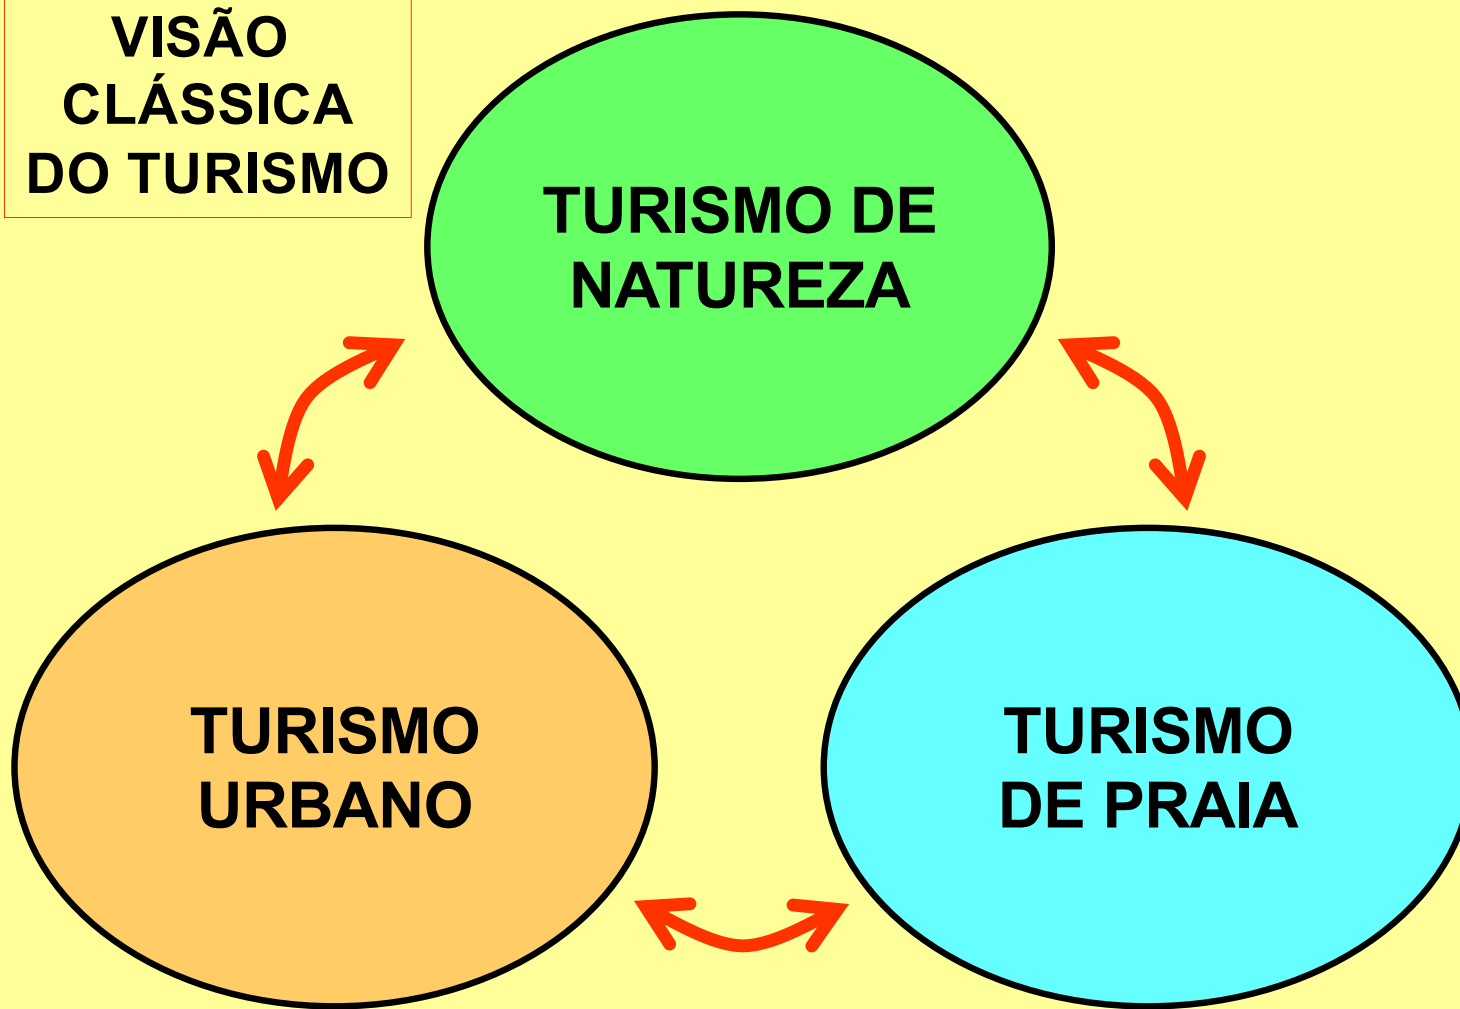 VISÃO
CLÁSSICA
DO TURISMO
TURISMO DE
NATUREZA
TURISMO
URBANO
TURISMO
DE PRAIA